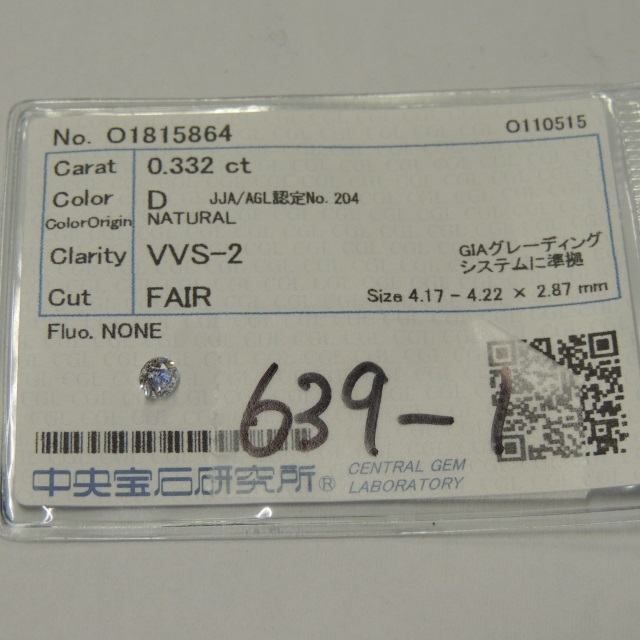 No. O1815864 O110515
Carat 0.332 ct
Color D JJA/AGL認定No. 204
ColorOrigin NATURAL
Clarity VVS-2 GIAグレーディング
システムに準拠
Cut FAIR Size 4.17 - 4.22 × 2.87 mm
Fluo. NONE
639-1
中央宝石研究所® CENTRAL GEM
LABORATORY